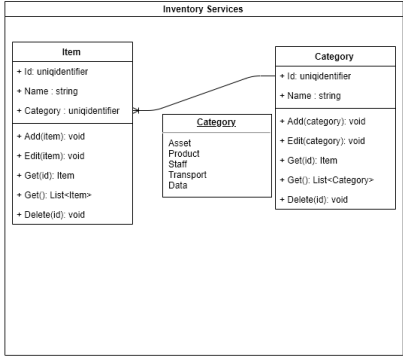 Inventory Services
Item
+ Id: uniqidentifier
+ Name : string
+ Category : uniqidentifier
+ Add(item): void
+ Edit(item): void
+ Get(id): Item
+ Get(): List<Item>
+ Delete(id): void
Category
Asset
Product
Staff
Transport
Data
Category
+ Id: uniqidentifier
+ Name : string
+ Add(category): void
+ Edit(category): void
+ Get(id): Item
+ Get(): List<Category>
+ Delete(id): void